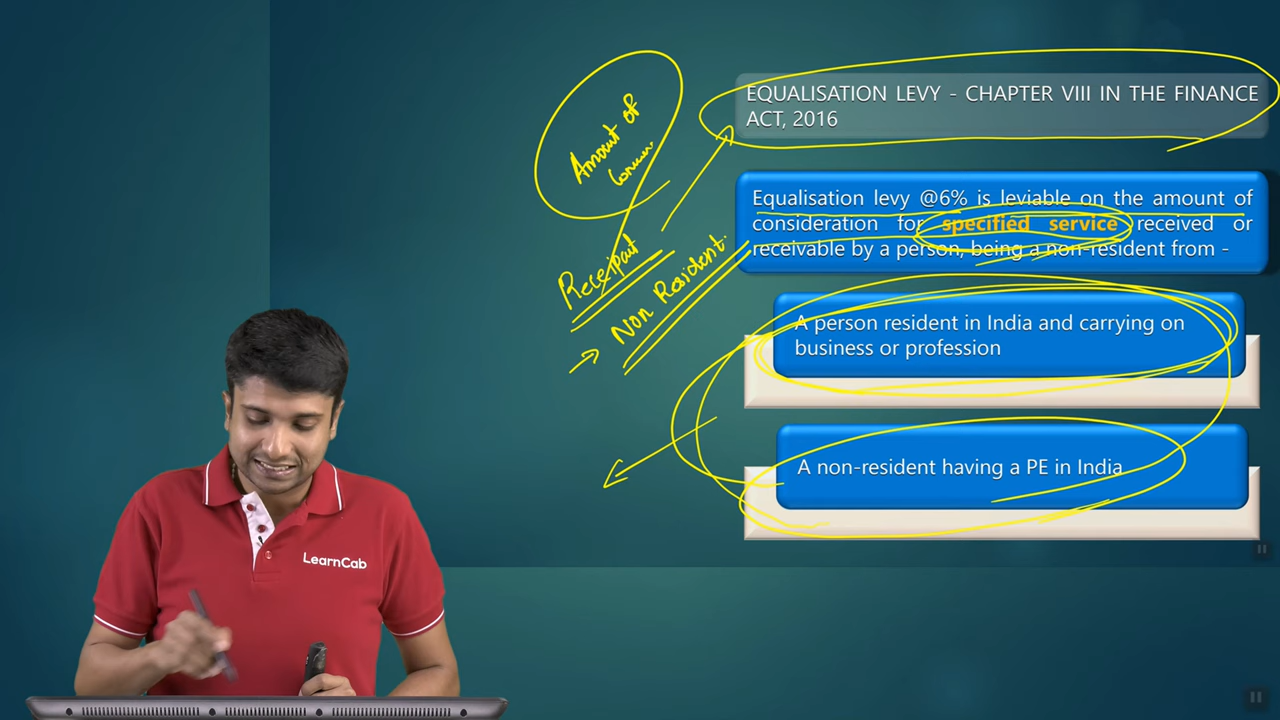 EQUALISATION LEVY - CHAPTER VIII IN THE FINANCE
ACT, 2016
Equalisation levy @6% is leviable on the amount of
consideration for specified service received or
receivable by a person, being a non-resident from -
A person resident in India and carrying on
business or profession
A non-resident having a PE in India
Amount of
Receipant
→ Non Resident.
LearnCab